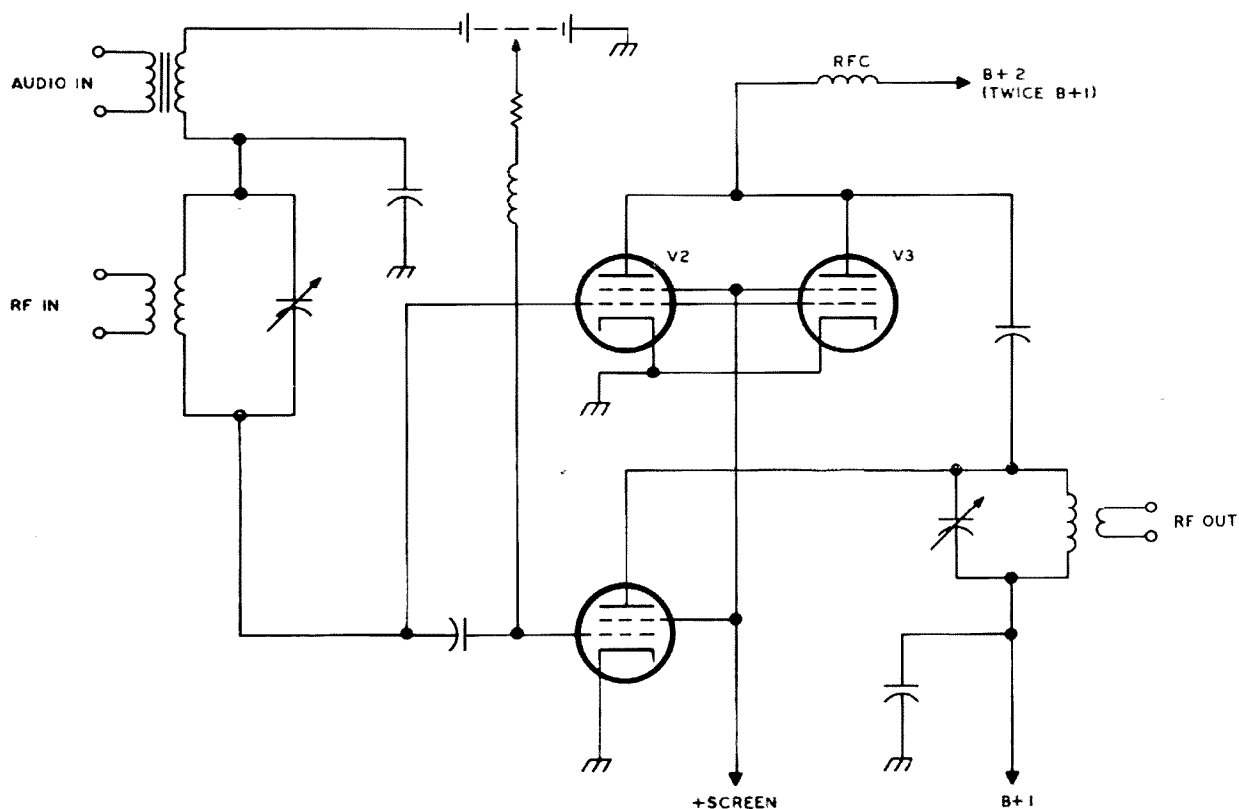 AUDIO IN
RFC
B+ 2
(TWICE B+1)
RF IN
V2
V3
RF OUT
+SCREEN
B+1